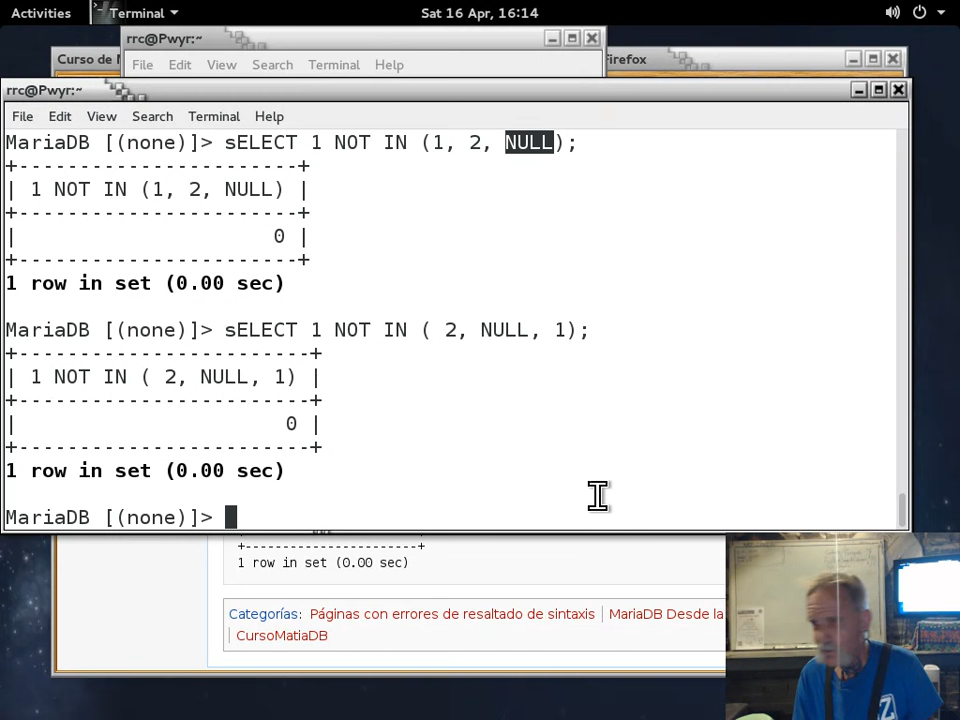 Activities Terminal Sat 16 Apr, 16:14
rrc@Pwyr:~
File Edit View Search Terminal Help
Curso de Firefox
rrc@Pwyr:~
File Edit View Search Terminal Help
MariaDB [(none)]> sELECT 1 NOT IN (1, 2, NULL);
+-----------------------+
| 1 NOT IN (1, 2, NULL) |
+-----------------------+
| 0 |
+-----------------------+
1 row in set (0.00 sec)
MariaDB [(none)]> sELECT 1 NOT IN ( 2, NULL, 1);
+------------------------+
| 1 NOT IN ( 2, NULL, 1) |
+------------------------+
| 0 |
+------------------------+
1 row in set (0.00 sec)
MariaDB [(none)]>
+-----------------------+
1 row in set (0.00 sec)
Categorías: Páginas con errores de resaltado de sintaxis | MariaDB Desde la
| CursoMatiaDB